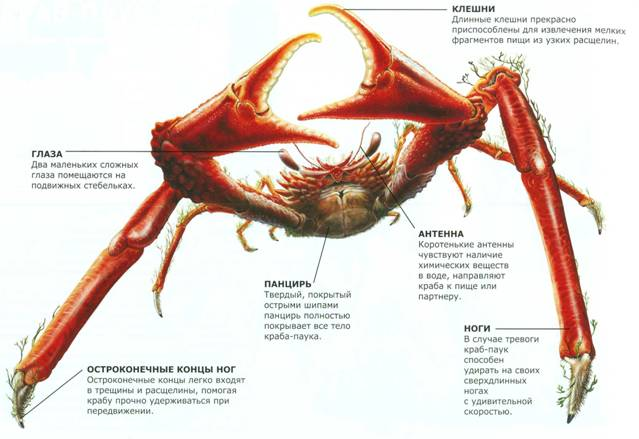 КЛЕШНИ
Длинные клешни прекрасно
приспособлены для извлечения мелких
фрагментов пищи из узких расщелин.
ГЛАЗА
Два маленьких сложных
глаза помещаются на
подвижных стебельках.
АНТЕННА
Коротенькие антенны
чувствуют наличие
химических веществ
в воде, направляют
краба к пище или
партнеру.
ПАНЦИРЬ
Твердый, покрытый
острыми шипами
панцирь полностью
покрывает все тело
краба-паука.
НОГИ
В случае тревоги
краб-паук
способен
удирать на своих
сверхдлинных
ногах
с удивительной
скоростью.
ОСТРОКОНЕЧНЫЕ КОНЦЫ НОГ
Остроконечные концы легко входят
в трещины и расщелины, помогая
крабу прочно удерживаться при
передвижении.